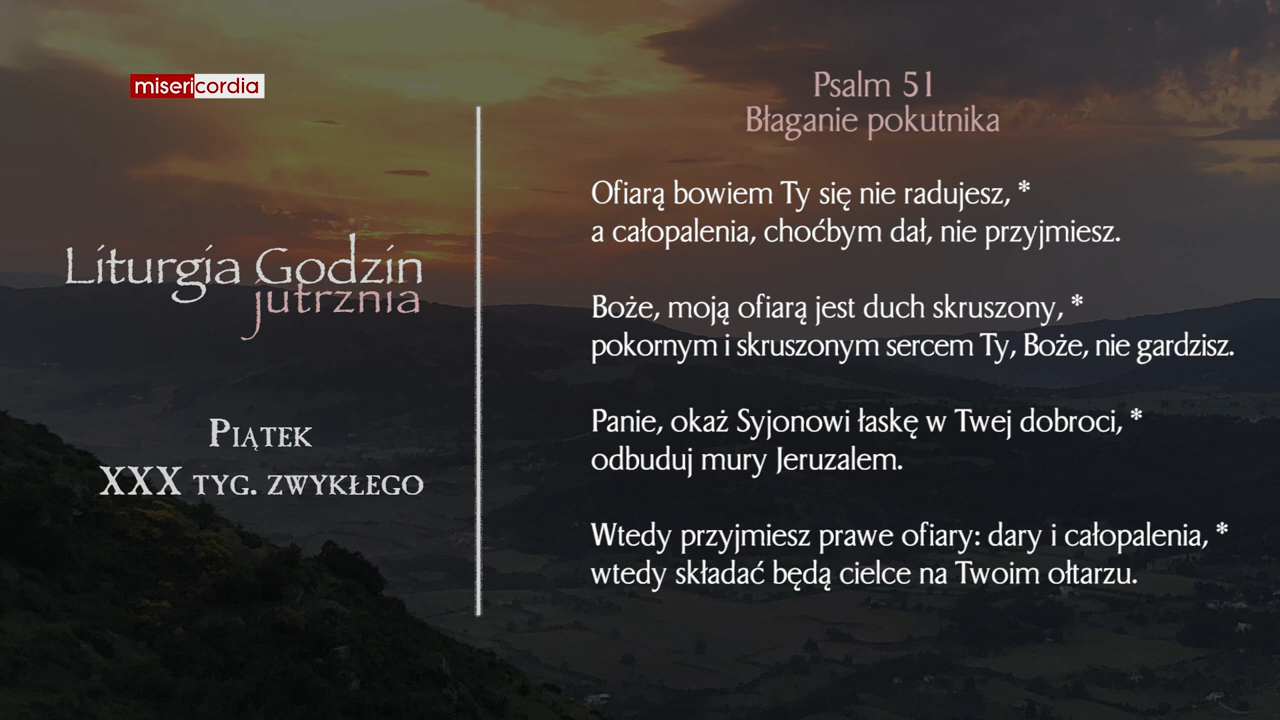 misericordia
Liturgia Godzin
jutrznia
Piątek
XXX tyg. zwykłego
Psalm 51
Błaganie pokutnika
Ofiarą bowiem Ty się nie radujesz, *
a całopalenia, choćbym dał, nie przyjmiesz.
Boże, moją ofiarą jest duch skruszony, *
pokornym i skruszonym sercem Ty, Boże, nie gardzisz.
Panie, okaż Syjonowi łaskę w Twej dobroci, *
odbuduj mury Jeruzalem.
Wtedy przyjmiesz prawe ofiary: dary i całopalenia, *
wtedy składać będą cielce na Twoim ołtarzu.